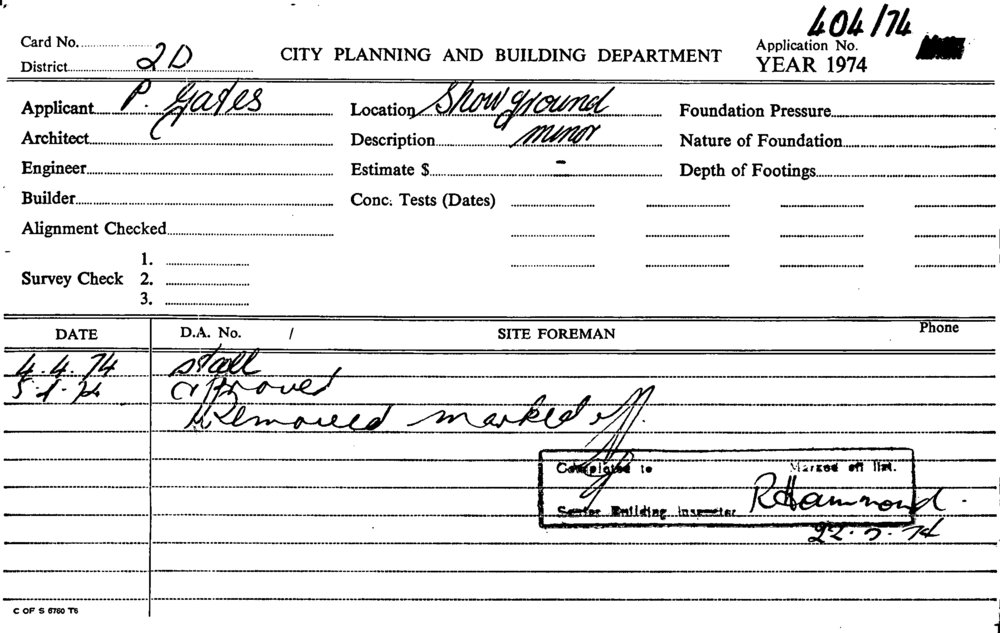 404/74
Card No.
District 2D
CITY PLANNING AND BUILDING DEPARTMENT
Application No.
YEAR 1974
Applicant P. Gates
Location Showground
Foundation Pressure
Architect
Description minor
Nature of Foundation
Engineer
Estimate $ -
Depth of Footings
Builder
Conc. Tests (Dates)
Alignment Checked
Survey Check 1.
2.
3.
DATE D.A. No. / SITE FOREMAN Phone
4.4.74 stall
approved
Removed marked off.
Completed to Marked off list.
Senior Building Inspector R Hammond
74
C OF S 6760 T6